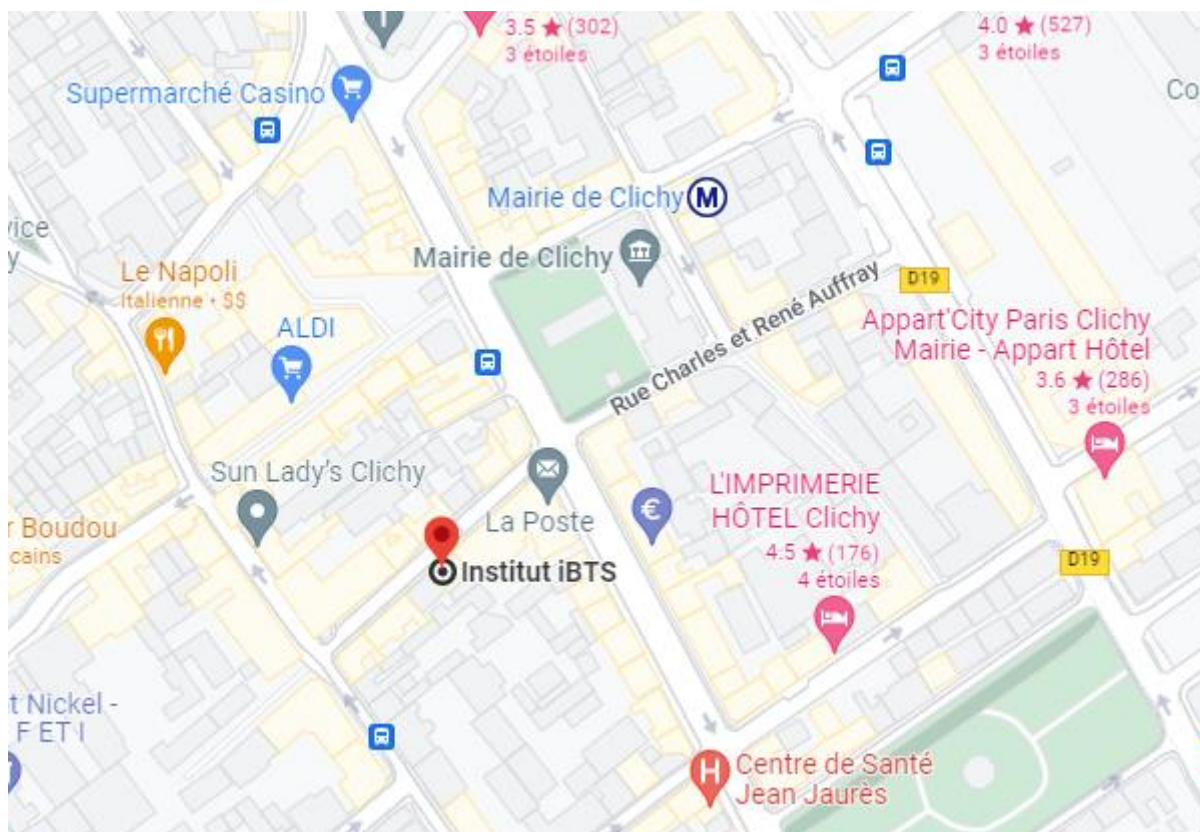 3.5 ★ (302)
3 étoiles
4.0 ★ (527)
3 étoiles
Supermarché Casino
Co
Mairie de Clichy M
vice
y
Mairie de Clichy
Le Napoli
Italienne • $$
D19
Rue Charles et René Auffray
ALDI
Appart'City Paris Clichy
Mairie - Appart Hôtel
3.6 ★ (286)
3 étoiles
Sun Lady's Clichy
L'IMPRIMERIE
HÔTEL Clichy
4.5 ★ (176)
4 étoiles
€
La Poste
r Boudou
cains
Institut iBTS
D19
t Nickel -
F ET I
H
Centre de Santé
Jean Jaurès